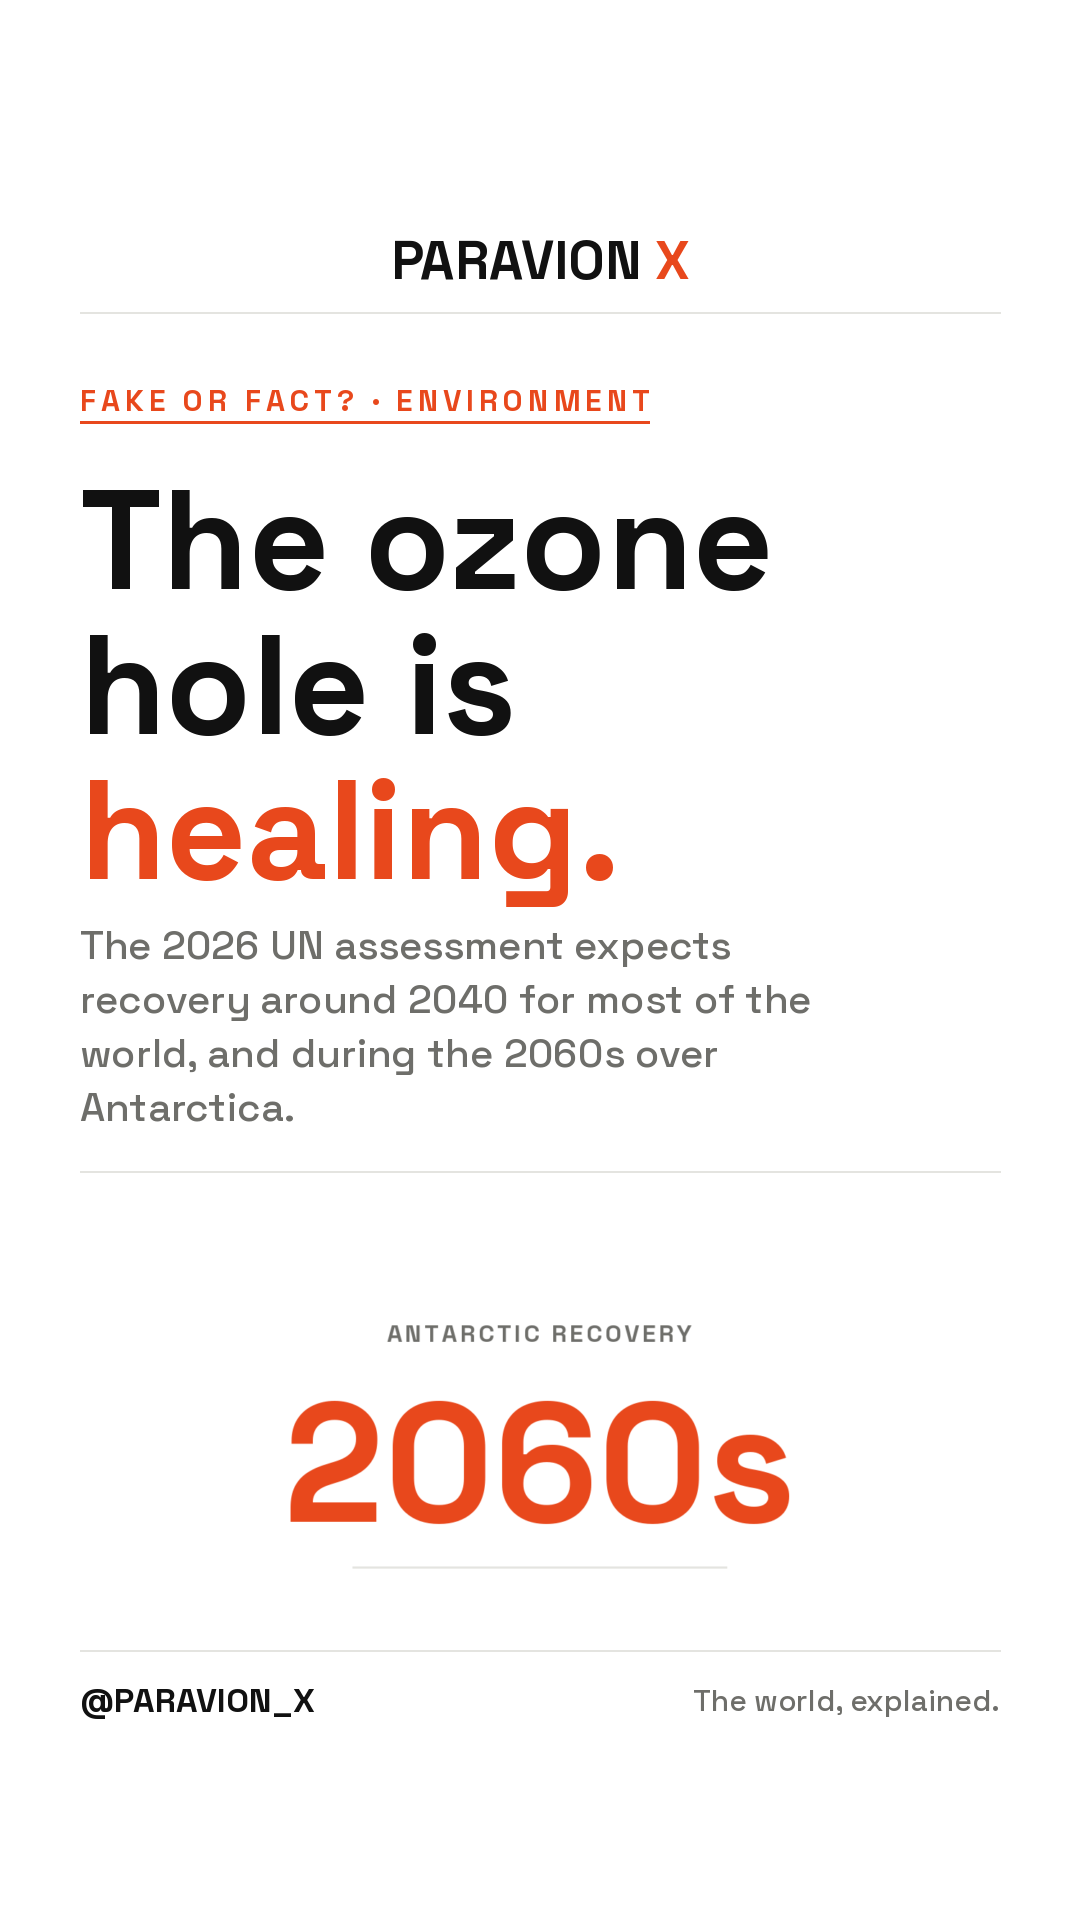 PARAVION X
FAKE OR FACT? · ENVIRONMENT
The ozone
hole is
healing.
The 2026 UN assessment expects
recovery around 2040 for most of the
world, and during the 2060s over
Antarctica.
ANTARCTIC RECOVERY
2060s
@PARAVION_X
The world, explained.